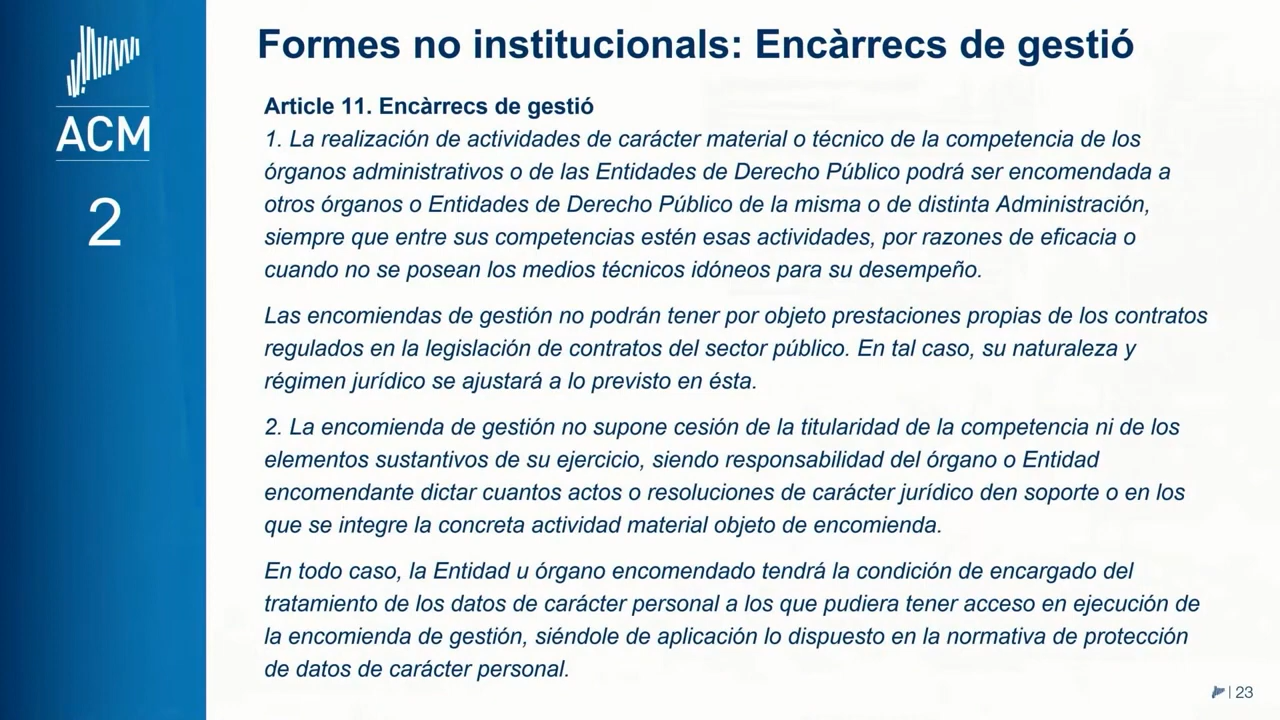 ACM
2
Formes no institucionals: Encàrrecs de gestió
Article 11. Encàrrecs de gestió
1. La realización de actividades de carácter material o técnico de la competencia de los
órganos administrativos o de las Entidades de Derecho Público podrá ser encomendada a
otros órganos o Entidades de Derecho Público de la misma o de distinta Administración,
siempre que entre sus competencias estén esas actividades, por razones de eficacia o
cuando no se posean los medios técnicos idóneos para su desempeño.
Las encomiendas de gestión no podrán tener por objeto prestaciones propias de los contratos
regulados en la legislación de contratos del sector público. En tal caso, su naturaleza y
régimen jurídico se ajustará a lo previsto en ésta.
2. La encomienda de gestión no supone cesión de la titularidad de la competencia ni de los
elementos sustantivos de su ejercicio, siendo responsabilidad del órgano o Entidad
encomendante dictar cuantos actos o resoluciones de carácter jurídico den soporte o en los
que se integre la concreta actividad material objeto de encomienda.
En todo caso, la Entidad u órgano encomendado tendrá la condición de encargado del
tratamiento de los datos de carácter personal a los que pudiera tener acceso en ejecución de
la encomienda de gestión, siéndole de aplicación lo dispuesto en la normativa de protección
de datos de carácter personal.
| 23